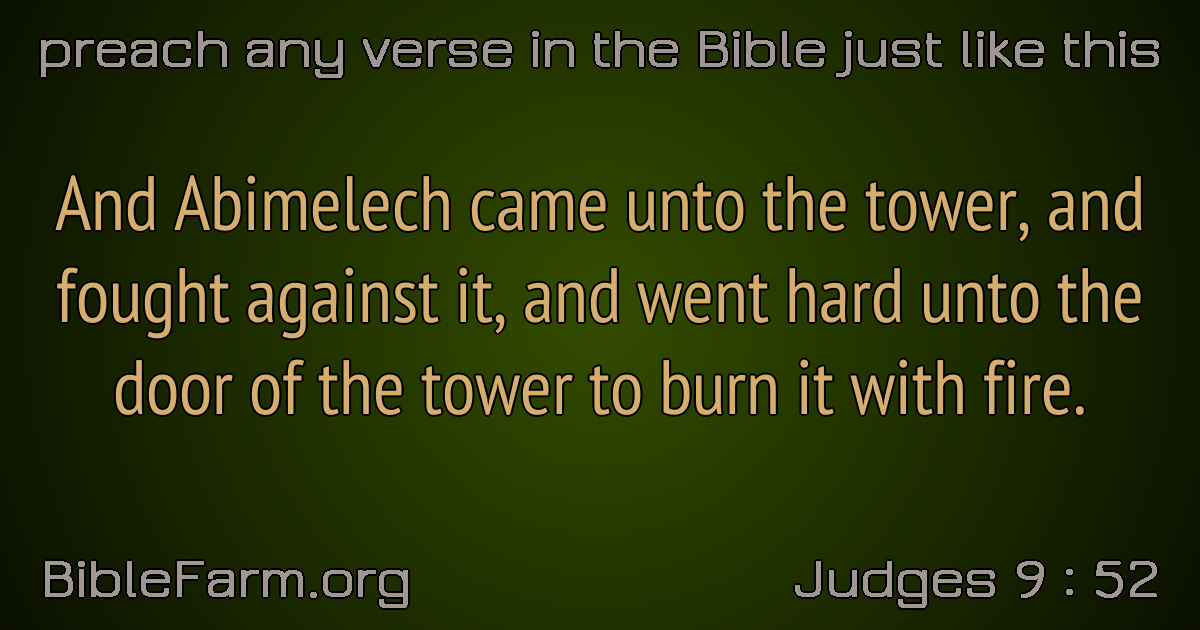 preach any verse in the Bible just like this
And Abimelech came unto the tower, and
fought against it, and went hard unto the
door of the tower to burn it with fire.
BibleFarm.org
Judges 9 : 52